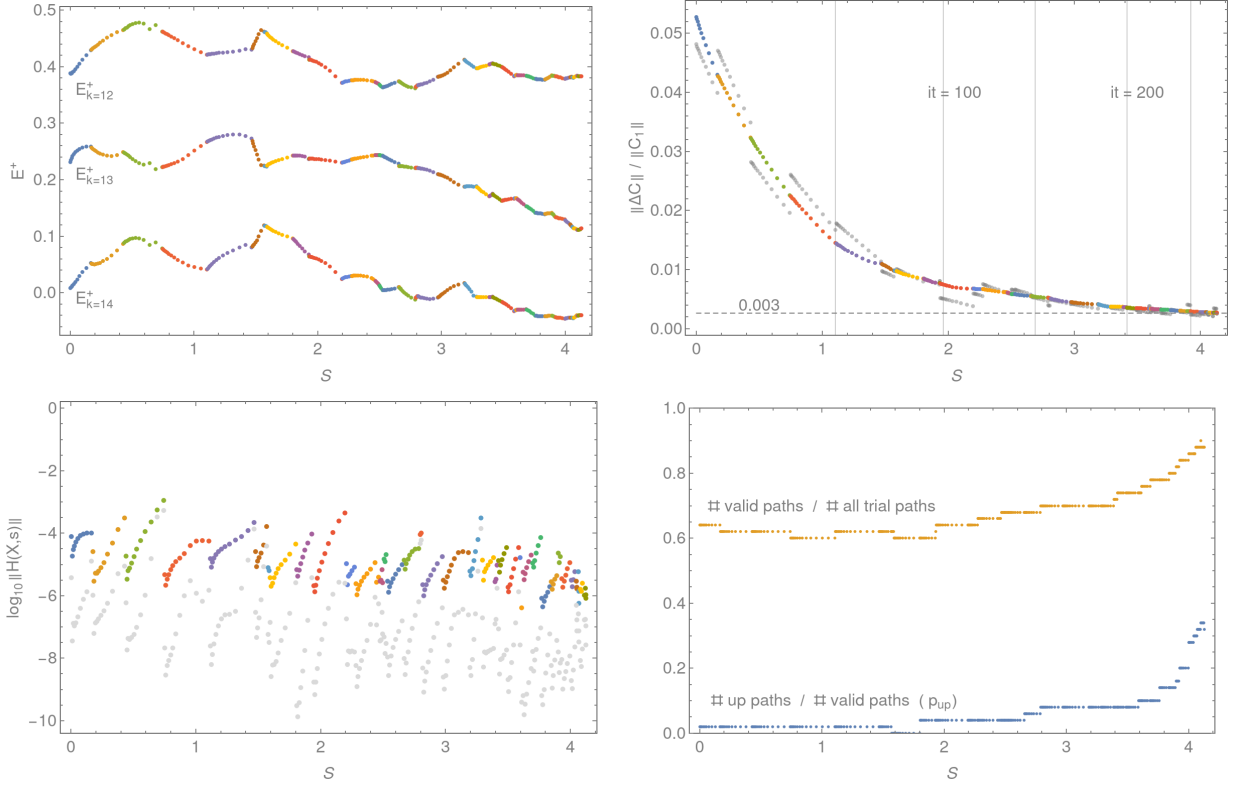 0.5
0.4
0.3
0.2
0.1
0.0
E⁺
E⁺ₖ₌₁₂
E⁺ₖ₌₁₃
E⁺ₖ₌₁₄
0 1 2 3 4
S
0.05
0.04
0.03
0.02
0.01
0.00
||ΔC|| / ||C₁||
it = 100
it = 200
0.003
0 1 2 3 4
S
0
−2
−4
−6
−8
−10
log₁₀||H(X,s)||
0 1 2 3 4
S
1.0
0.8
0.6
0.4
0.2
0.0
# valid paths / # all trial paths
# up paths / # valid paths (p_up)
0 1 2 3 4
S